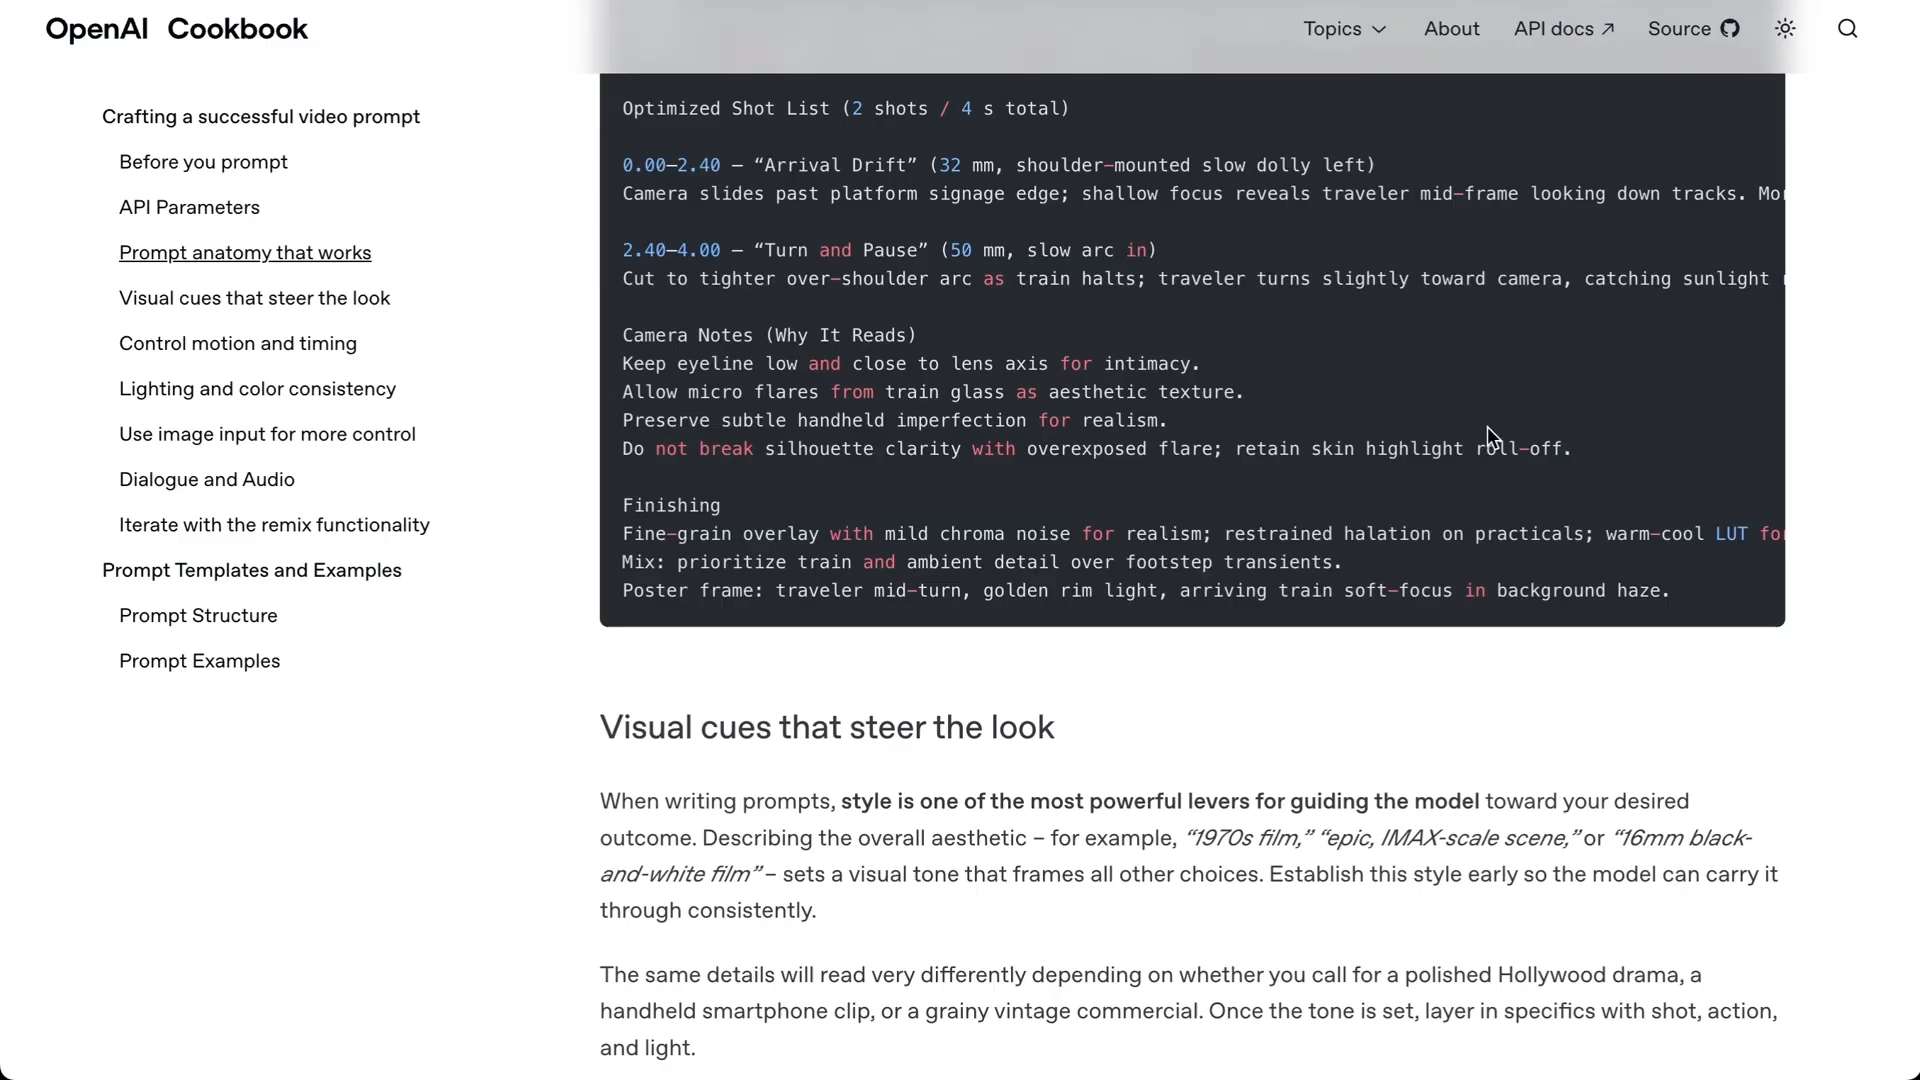 OpenAI Cookbook
Topics
About
API docs ↗
Source
Crafting a successful video prompt
Before you prompt
API Parameters
Prompt anatomy that works
Visual cues that steer the look
Control motion and timing
Lighting and color consistency
Use image input for more control
Dialogue and Audio
Iterate with the remix functionality
Prompt Templates and Examples
Prompt Structure
Prompt Examples
Optimized Shot List (2 shots / 4 s total)
0.00–2.40 — “Arrival Drift” (32 mm, shoulder-mounted slow dolly left)
Camera slides past platform signage edge; shallow focus reveals traveler mid-frame looking down tracks.
2.40–4.00 — “Turn and Pause” (50 mm, slow arc in)
Cut to tighter over-shoulder arc as train halts; traveler turns slightly toward camera, catching sunlight
Camera Notes (Why It Reads)
Keep eyeline low and close to lens axis for intimacy.
Allow micro flares from train glass as aesthetic texture.
Preserve subtle handheld imperfection for realism.
Do not break silhouette clarity with overexposed flare; retain skin highlight roll-off.
Finishing
Fine-grain overlay with mild chroma noise for realism; restrained halation on practicals; warm-cool LUT
Mix: prioritize train and ambient detail over footstep transients.
Poster frame: traveler mid-turn, golden rim light, arriving train soft-focus in background haze.
Visual cues that steer the look
When writing prompts, style is one of the most powerful levers for guiding the model toward your desired
outcome. Describing the overall aesthetic – for example, “1970s film,” “epic, IMAX-scale scene,” or “16mm black-
and-white film” – sets a visual tone that frames all other choices. Establish this style early so the model can carry it
through consistently.
The same details will read very differently depending on whether you call for a polished Hollywood drama, a
handheld smartphone clip, or a grainy vintage commercial. Once the tone is set, layer in specifics with shot, action,
and light.